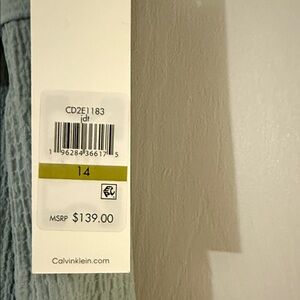 CD2E1183
jdt
1 96284 36617 5
14
MSRP $139.00
Calvinklein.com